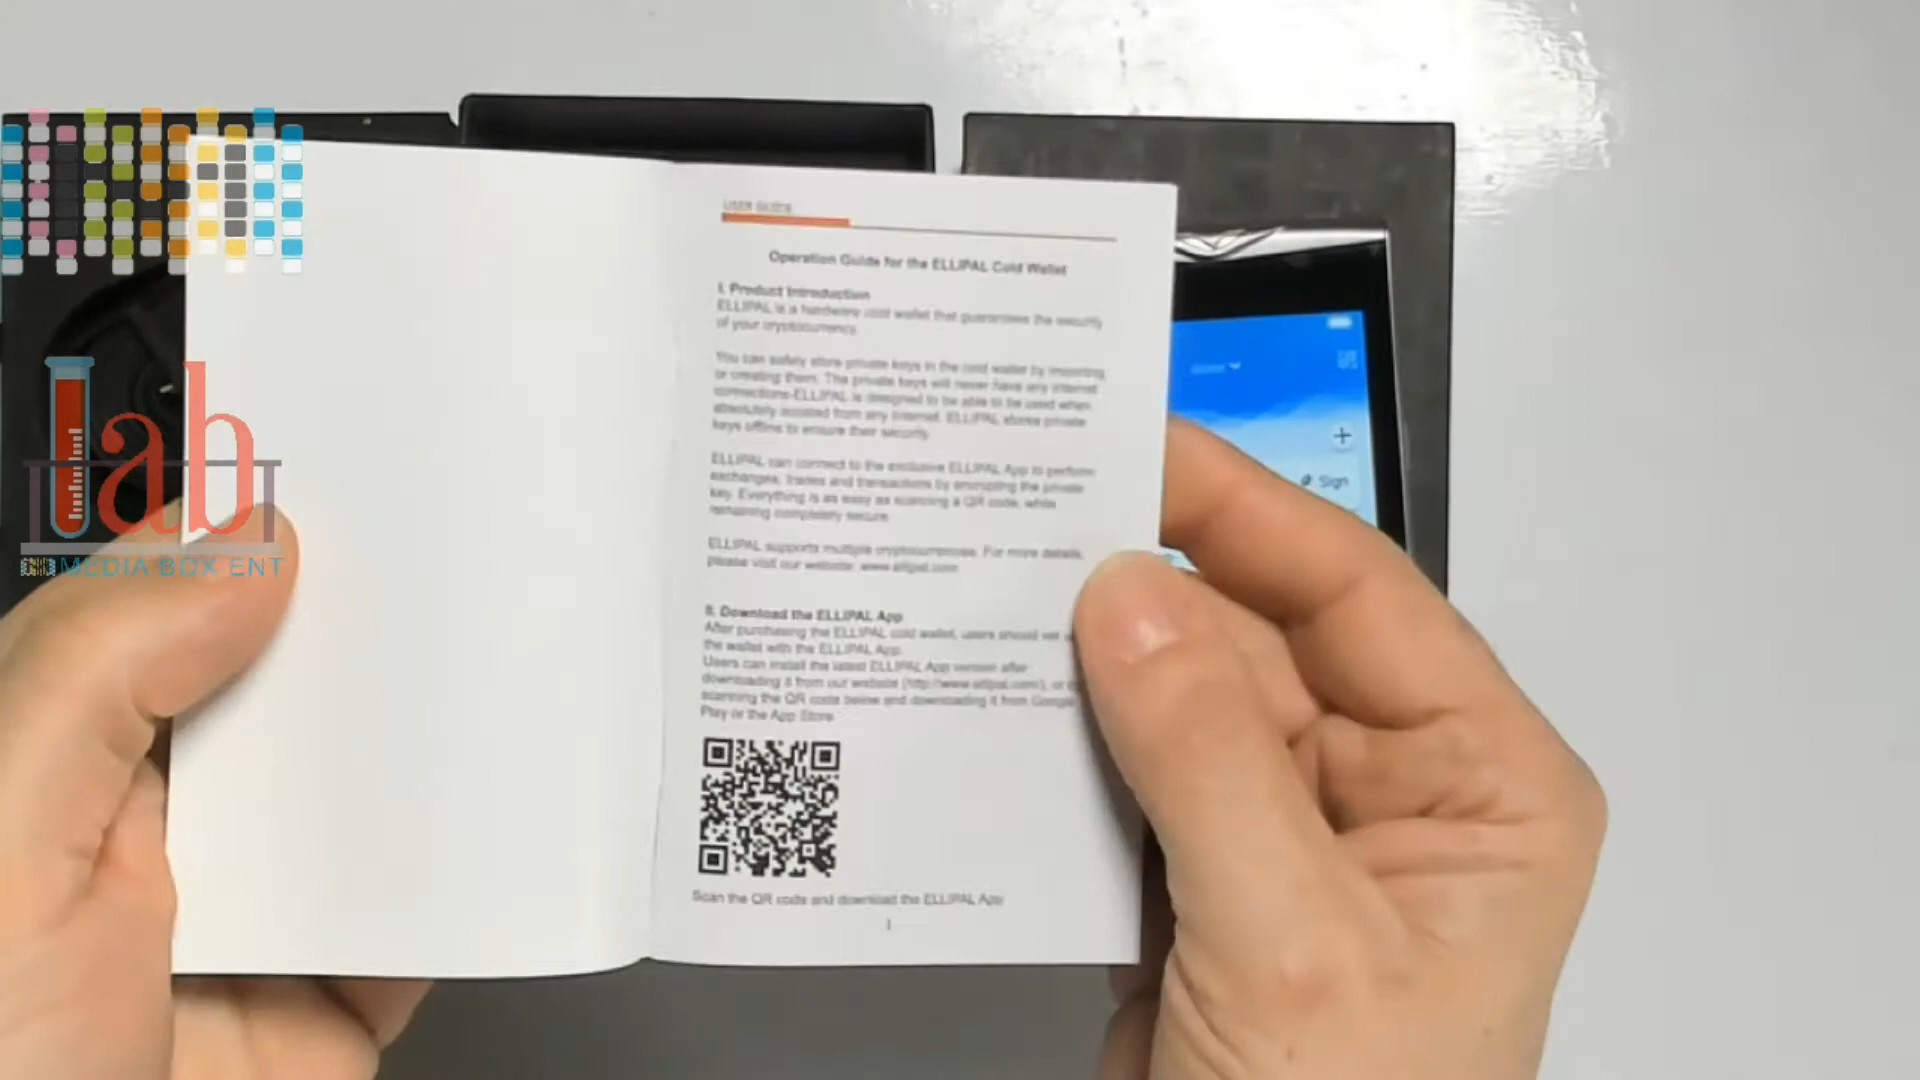 lab
MEDIA BOX ENT
USER GUIDE
Operation Guide for the ELLIPAL Cold Wallet
I. Product Introduction
ELLIPAL is a hardware cold wallet that guarantees the security
of your cryptocurrency.
You can safely store private keys in the cold wallet by importing
or creating them. The private keys will never have any internet
connections-ELLIPAL is designed to be able to be used when
absolutely isolated from any internet. ELLIPAL stores private
keys offline to ensure their security.
ELLIPAL can connect to the exclusive ELLIPAL App to perform
exchanges, trades and transactions by encrypting the private
key. Everything is as easy as scanning a QR code, while
remaining completely secure.
ELLIPAL supports multiple cryptocurrencies. For more details,
please visit our website: www.ellipal.com
II. Download the ELLIPAL App
After purchasing the ELLIPAL cold wallet, users should set
the wallet with the ELLIPAL App.
Users can install the latest ELLIPAL App version after
downloading it from our website (http://www.ellipal.com/), or
scanning the QR code below and downloading it from Google
Play or the App Store.
Scan the QR code and download the ELLIPAL App
1
Sign